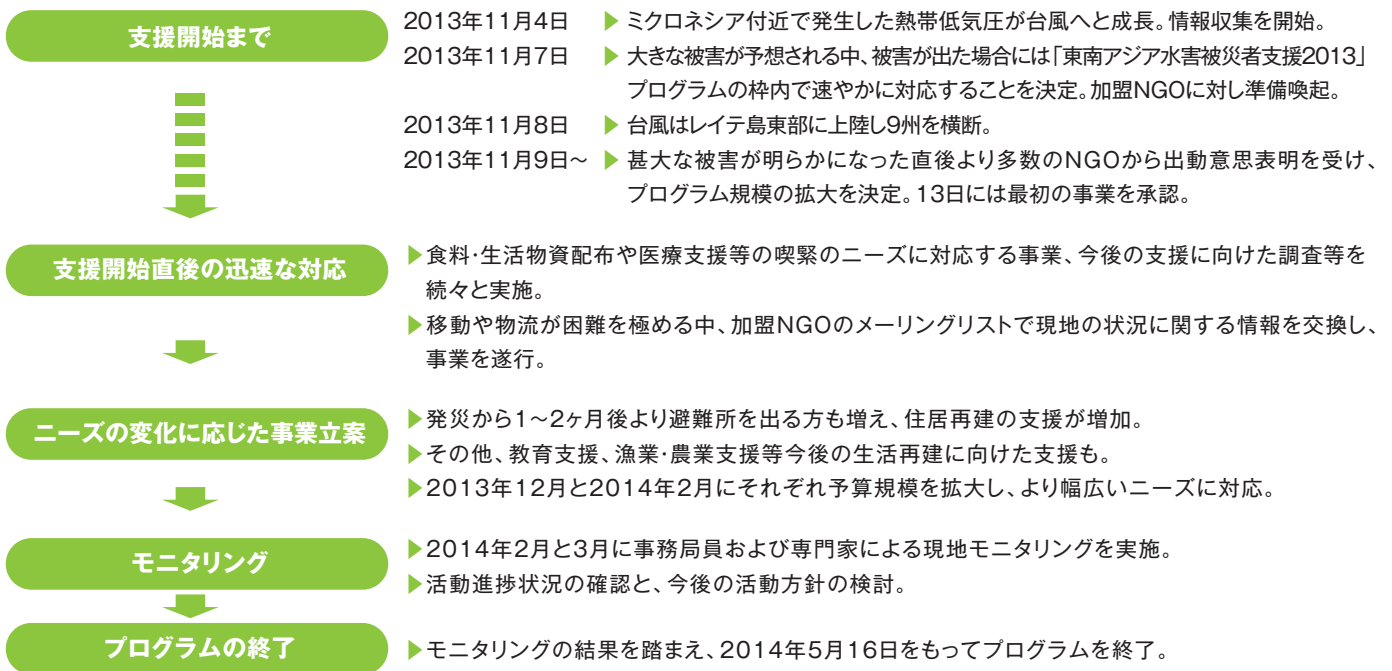 支援開始まで
2013年11月4日 ▶ ミクロネシア付近で発生した熱帯低気圧が台風へと成長。情報収集を開始。
2013年11月7日 ▶ 大きな被害が予想される中、被害が出た場合には「東南アジア水害被災者支援2013」
プログラムの枠内で速やかに対応することを決定。加盟NGOに対し準備喚起。
2013年11月8日 ▶ 台風はレイテ島東部に上陸し9州を横断。
2013年11月9日～ ▶ 甚大な被害が明らかになった直後より多数のNGOから出動意思表明を受け、
プログラム規模の拡大を決定。13日には最初の事業を承認。
支援開始直後の迅速な対応
▶食料・生活物資配布や医療支援等の喫緊のニーズに対応する事業、今後の支援に向けた調査等を
続々と実施。
▶移動や物流が困難を極める中、加盟NGOのメーリングリストで現地の状況に関する情報を交換し、
事業を遂行。
ニーズの変化に応じた事業立案
▶発災から1～2ヶ月後より避難所を出る方も増え、住居再建の支援が増加。
▶その他、教育支援、漁業・農業支援等今後の生活再建に向けた支援も。
▶2013年12月と2014年2月にそれぞれ予算規模を拡大し、より幅広いニーズに対応。
モニタリング
▶2014年2月と3月に事務局員および専門家による現地モニタリングを実施。
▶活動進捗状況の確認と、今後の活動方針の検討。
プログラムの終了
▶モニタリングの結果を踏まえ、2014年5月16日をもってプログラムを終了。